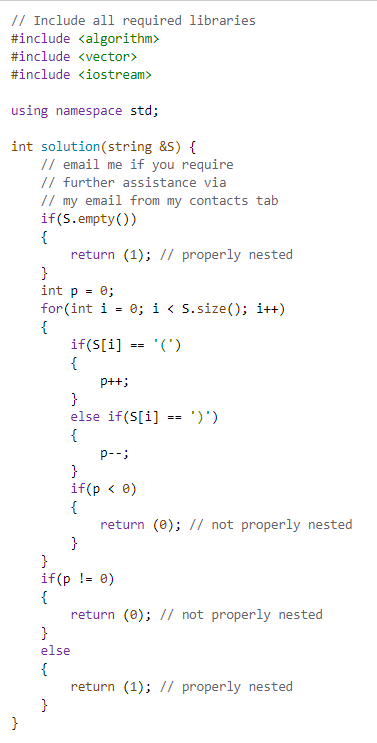 // Include all required libraries
#include <algorithm>
#include <vector>
#include <iostream>

using namespace std;

int solution(string &S) {
    // email me if you require
    // further assistance via
    // my email from my contacts tab
    if(S.empty())
    {
        return (1); // properly nested
    }
    int p = 0;
    for(int i = 0; i < S.size(); i++)
    {
        if(S[i] == '(')
        {
            p++;
        }
        else if(S[i] == ')')
        {
            p--;
        }
        if(p < 0)
        {
            return (0); // not properly nested
        }
    }
    if(p != 0)
    {
        return (0); // not properly nested
    }
    else
    {
        return (1); // properly nested
    }
}